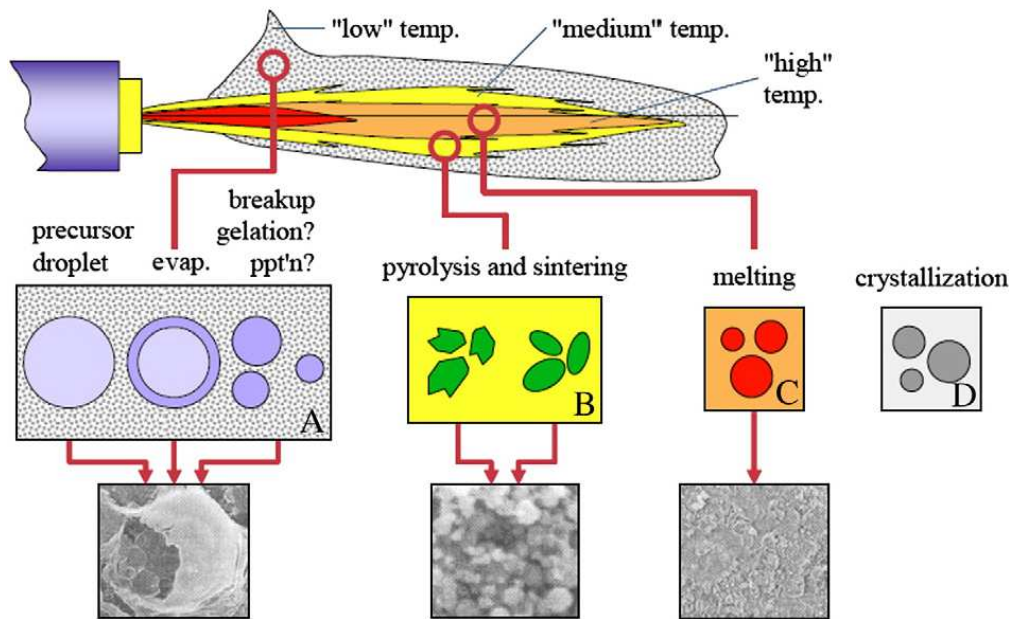 "low" temp.
"medium" temp.
"high"
temp.
precursor
droplet
evap.
breakup
gelation?
ppt'n?
pyrolysis and sintering
melting
crystallization
A
B
C
D